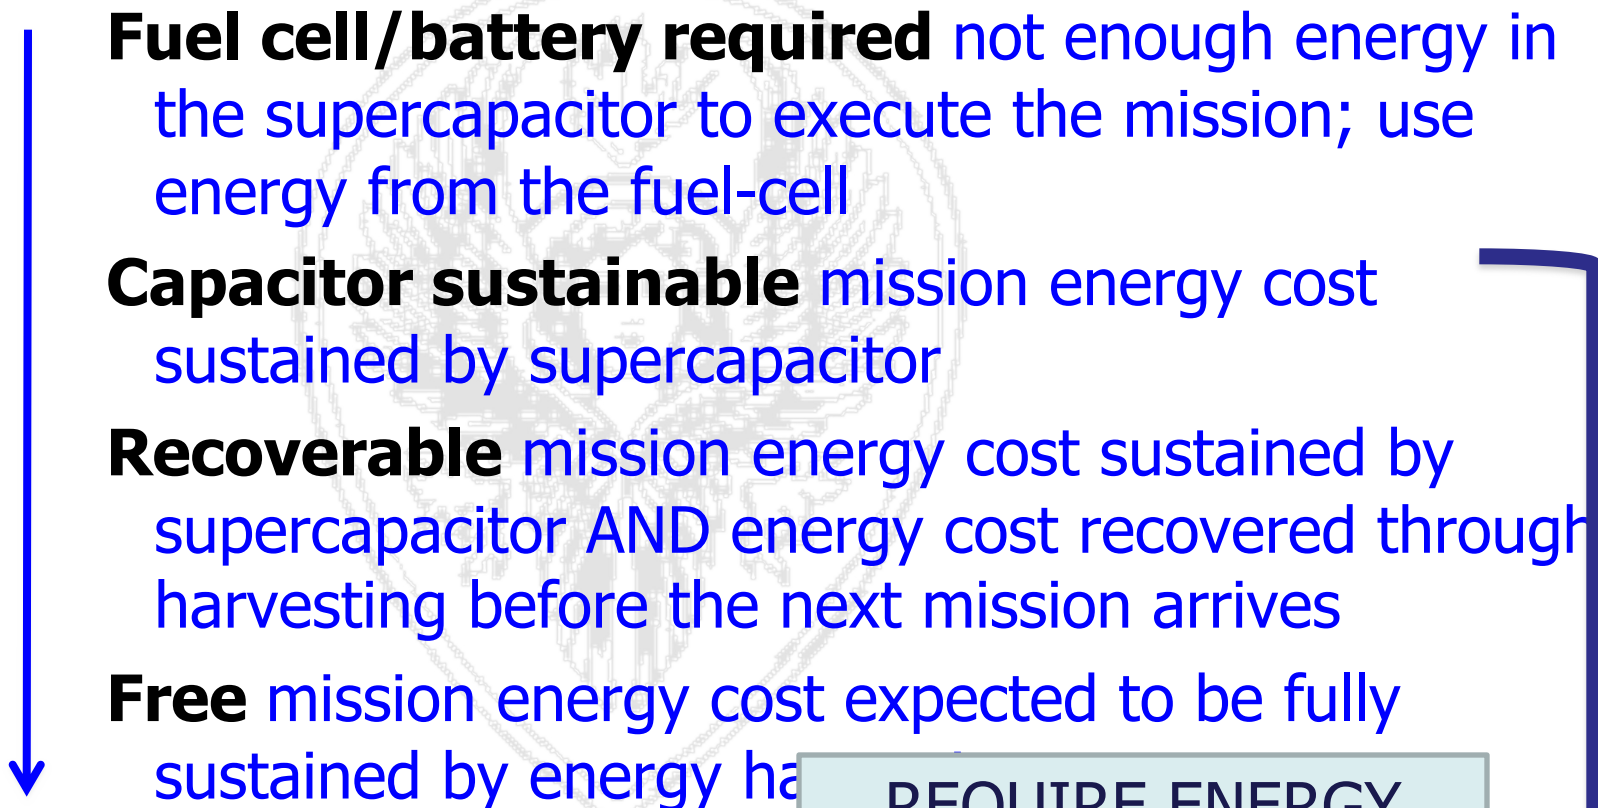 Fuel cell/battery required not enough energy in
the supercapacitor to execute the mission; use
energy from the fuel-cell
Capacitor sustainable mission energy cost
sustained by supercapacitor
Recoverable mission energy cost sustained by
supercapacitor AND energy cost recovered through
harvesting before the next mission arrives
Free mission energy cost expected to be fully
sustained by energy
REQUIRE ENERGY